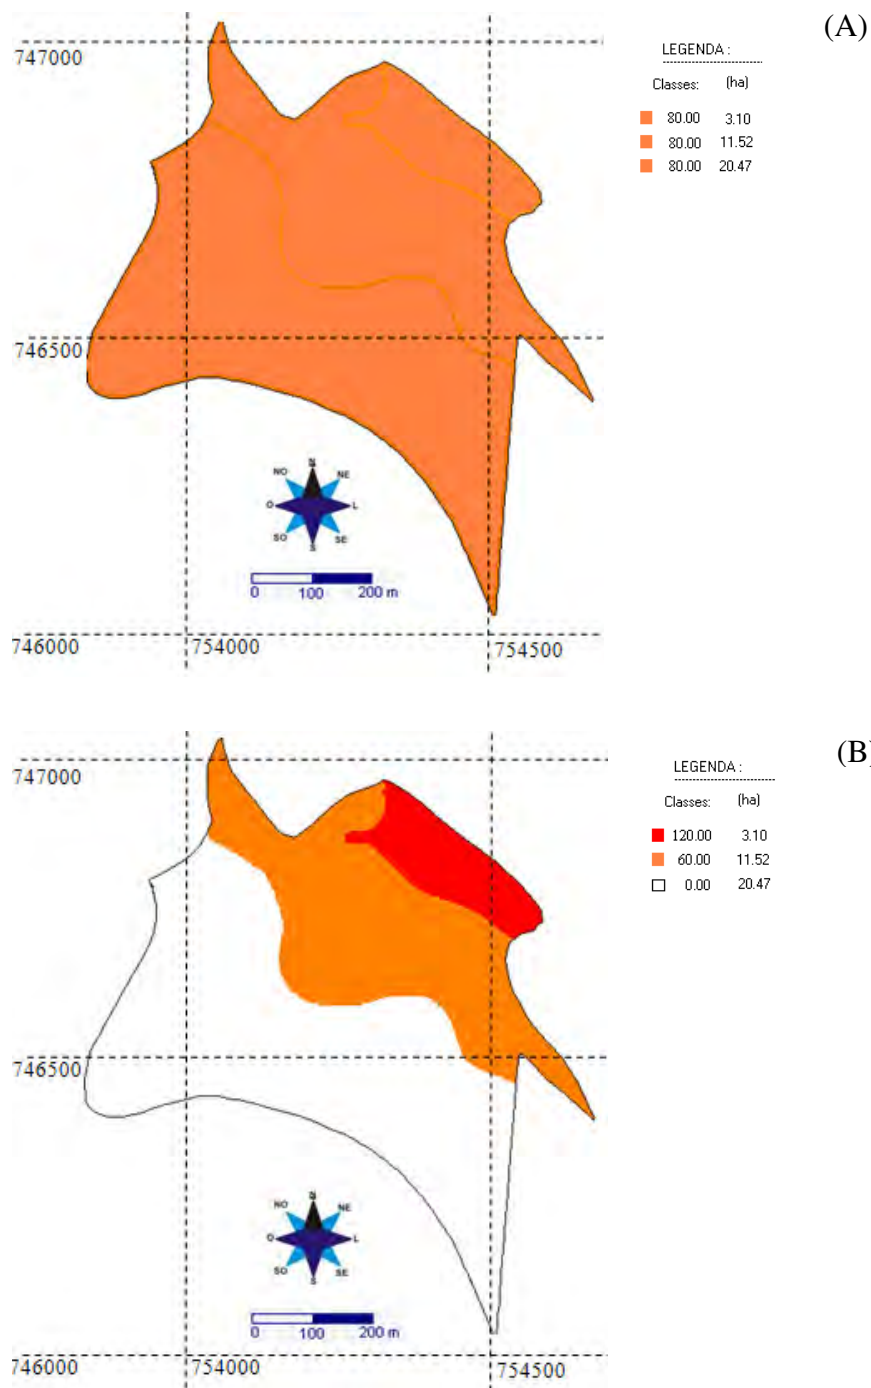 (A)
LEGENDA :
Classes: (ha)
80.00 3.10
80.00 11.52
80.00 20.47
747000
746500
N
NO NE
O L
SO SE
S
0 100 200 m
746000 754000 754500
(B)
LEGENDA :
Classes: (ha)
120.00 3.10
60.00 11.52
0.00 20.47
747000
746500
N
NO NE
O L
SO SE
S
0 100 200 m
746000 754000 754500